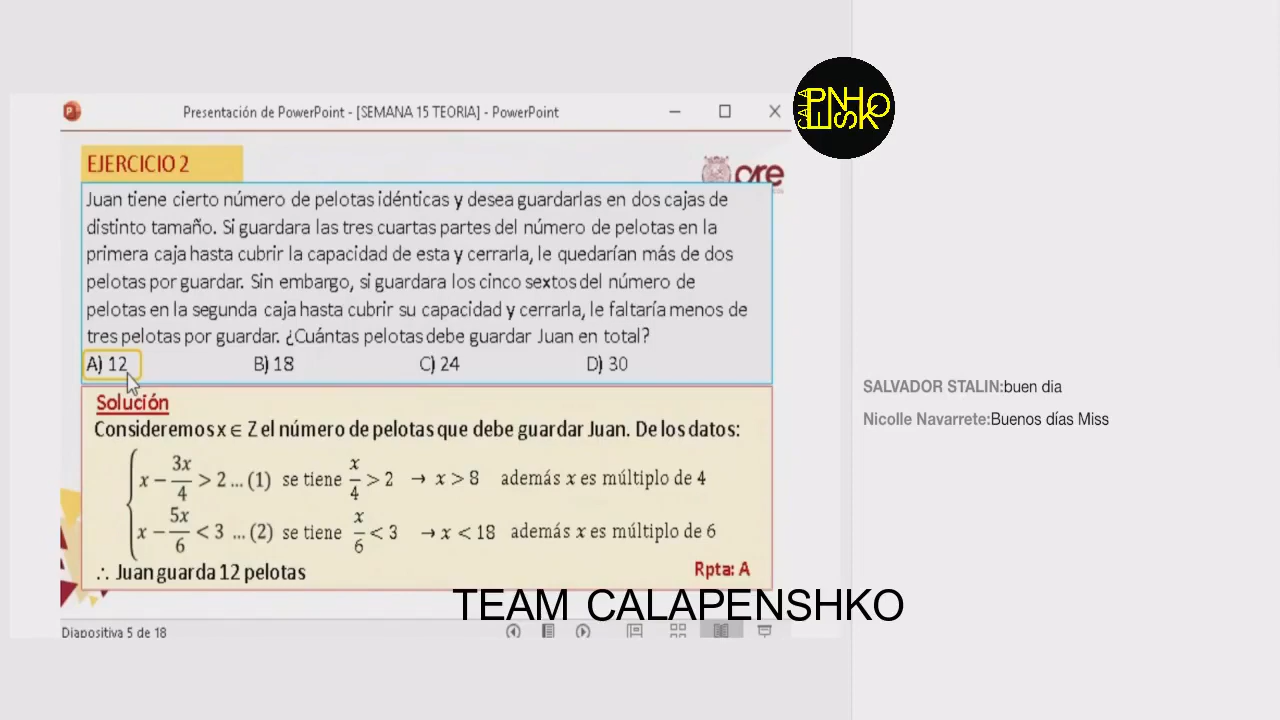 Presentación de PowerPoint - [SEMANA 15 TEORIA] - PowerPoint
CALA
PENSHKO
EJERCICIO 2
cre
Juan tiene cierto número de pelotas idénticas y desea guardarlas en dos cajas de
distinto tamaño. Si guardara las tres cuartas partes del número de pelotas en la
primera caja hasta cubrir la capacidad de esta y cerrarla, le quedarían más de dos
pelotas por guardar. Sin embargo, si guardara los cinco sextos del número de
pelotas en la segunda caja hasta cubrir su capacidad y cerrarla, le faltaría menos de
tres pelotas por guardar. ¿Cuántas pelotas debe guardar Juan en total?
A) 12 B) 18 C) 24 D) 30
Solución
Consideremos x ∈ Z el número de pelotas que debe guardar Juan. De los datos:
x − 3x/4 > 2 ... (1) se tiene x/4 > 2 → x > 8 además x es múltiplo de 4
x − 5x/6 < 3 ... (2) se tiene x/6 < 3 → x < 18 además x es múltiplo de 6
∴ Juan guarda 12 pelotas Rpta: A
TEAM CALAPENSHKO
Diapositiva 5 de 18
SALVADOR STALIN:buen dia
Nicolle Navarrete:Buenos días Miss